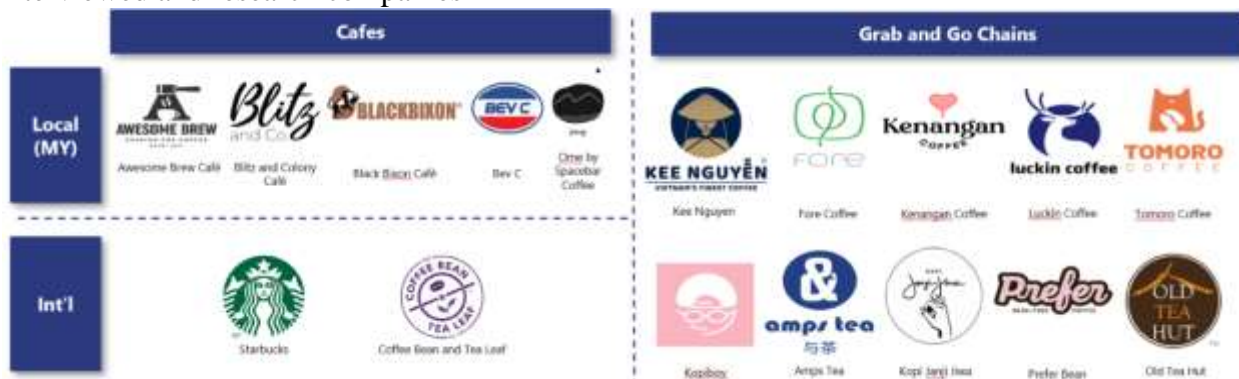 Cafes
Grab and Go Chains
Local
(MY)
AWESOME BREW
Awesome Brew Café
Blitz
and Co
Blitz and Colony
Café
BLACKBIXON
Black Bixon Café
BEV C
Bev C
Ome by
Spacebar
Coffee
KEE NGUYỄN
VIETNAM'S FINEST COFFEE
Kee Nguyen
FORE
Fore Coffee
Kenangan
COFFEE
Kenangan Coffee
luckin coffee
Luckin Coffee
TOMORO
COFFEE
Tomoro Coffee
Int'l
Starbucks
COFFEE BEAN
TEA LEAF
Coffee Bean and Tea Leaf
Kopiboy
&
amps tea
与茶
Amps Tea
Kopi Janji Jiwa
Prefer
Prefer Bean
OLD
TEA
HUT
Old Tea Hut